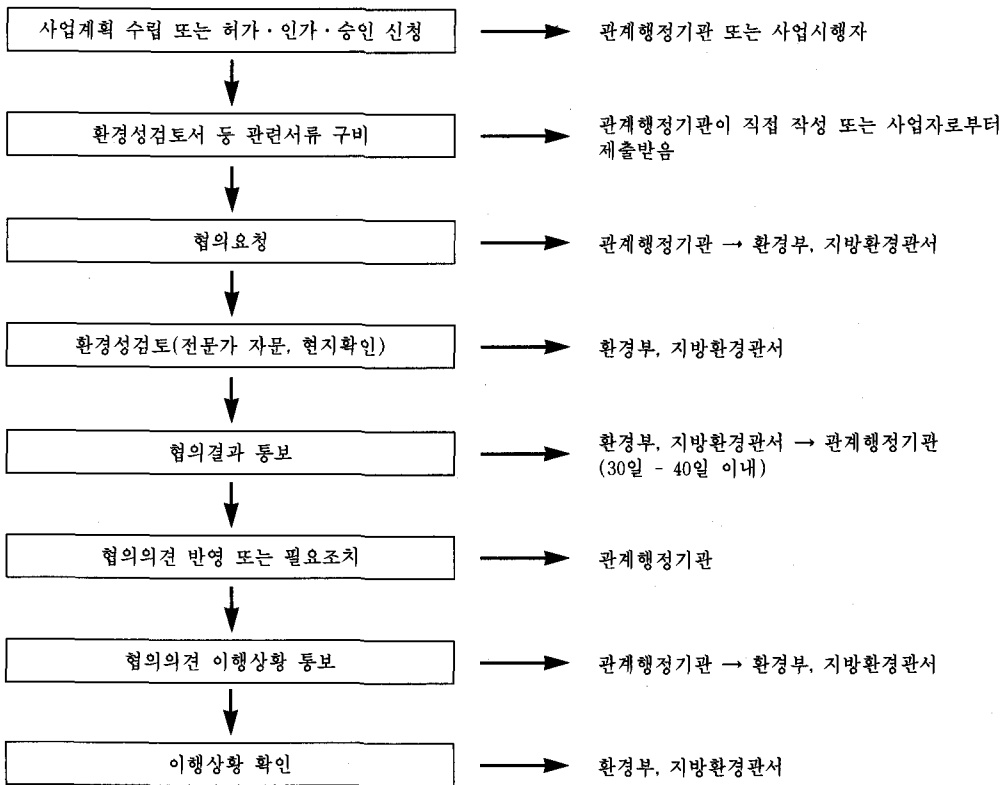 사업계획 수립 또는 허가·인가·승인 신청 → 관계행정기관 또는 사업시행자
환경성검토서 등 관련서류 구비 → 관계행정기관이 직접 작성 또는 사업자로부터
제출받음
협의요청 → 관계행정기관 → 환경부, 지방환경관서
환경성검토(전문가 자문, 현지확인) → 환경부, 지방환경관서
협의결과 통보 → 환경부, 지방환경관서 → 관계행정기관
(30일 - 40일 이내)
협의의견 반영 또는 필요조치 → 관계행정기관
협의의견 이행상황 통보 → 관계행정기관 → 환경부, 지방환경관서
이행상황 확인 → 환경부, 지방환경관서